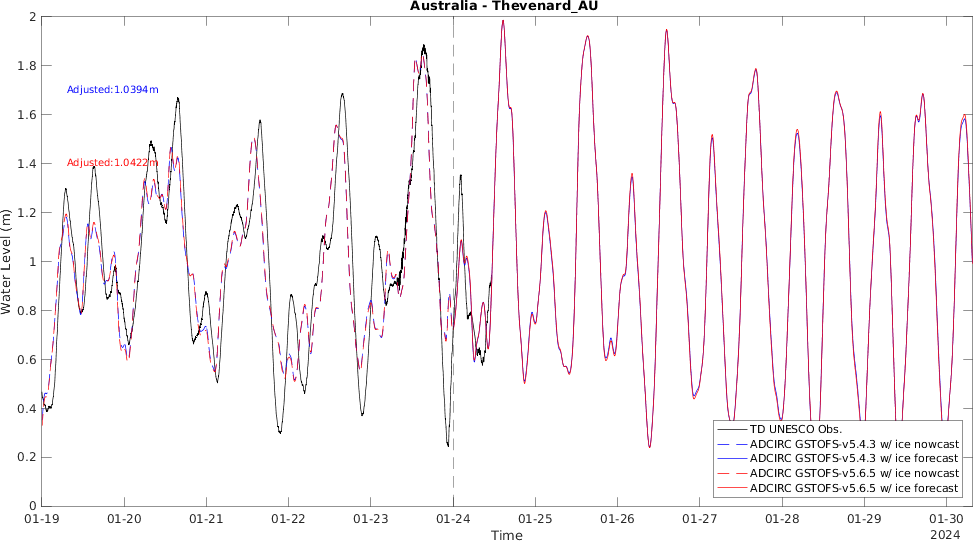 Australia - Thevenard_AU
2
1.8
1.6
1.4
1.2
1
0.8
0.6
0.4
0.2
0
Water Level (m)
Adjusted:1.0394m
Adjusted:1.0422m
TD UNESCO Obs.
ADCIRC GSTOFS-v5.4.3 w/ ice nowcast
ADCIRC GSTOFS-v5.4.3 w/ ice forecast
ADCIRC GSTOFS-v5.6.5 w/ ice nowcast
ADCIRC GSTOFS-v5.6.5 w/ ice forecast
01-19 01-20 01-21 01-22 01-23 01-24 01-25 01-26 01-27 01-28 01-29 01-30
Time
2024